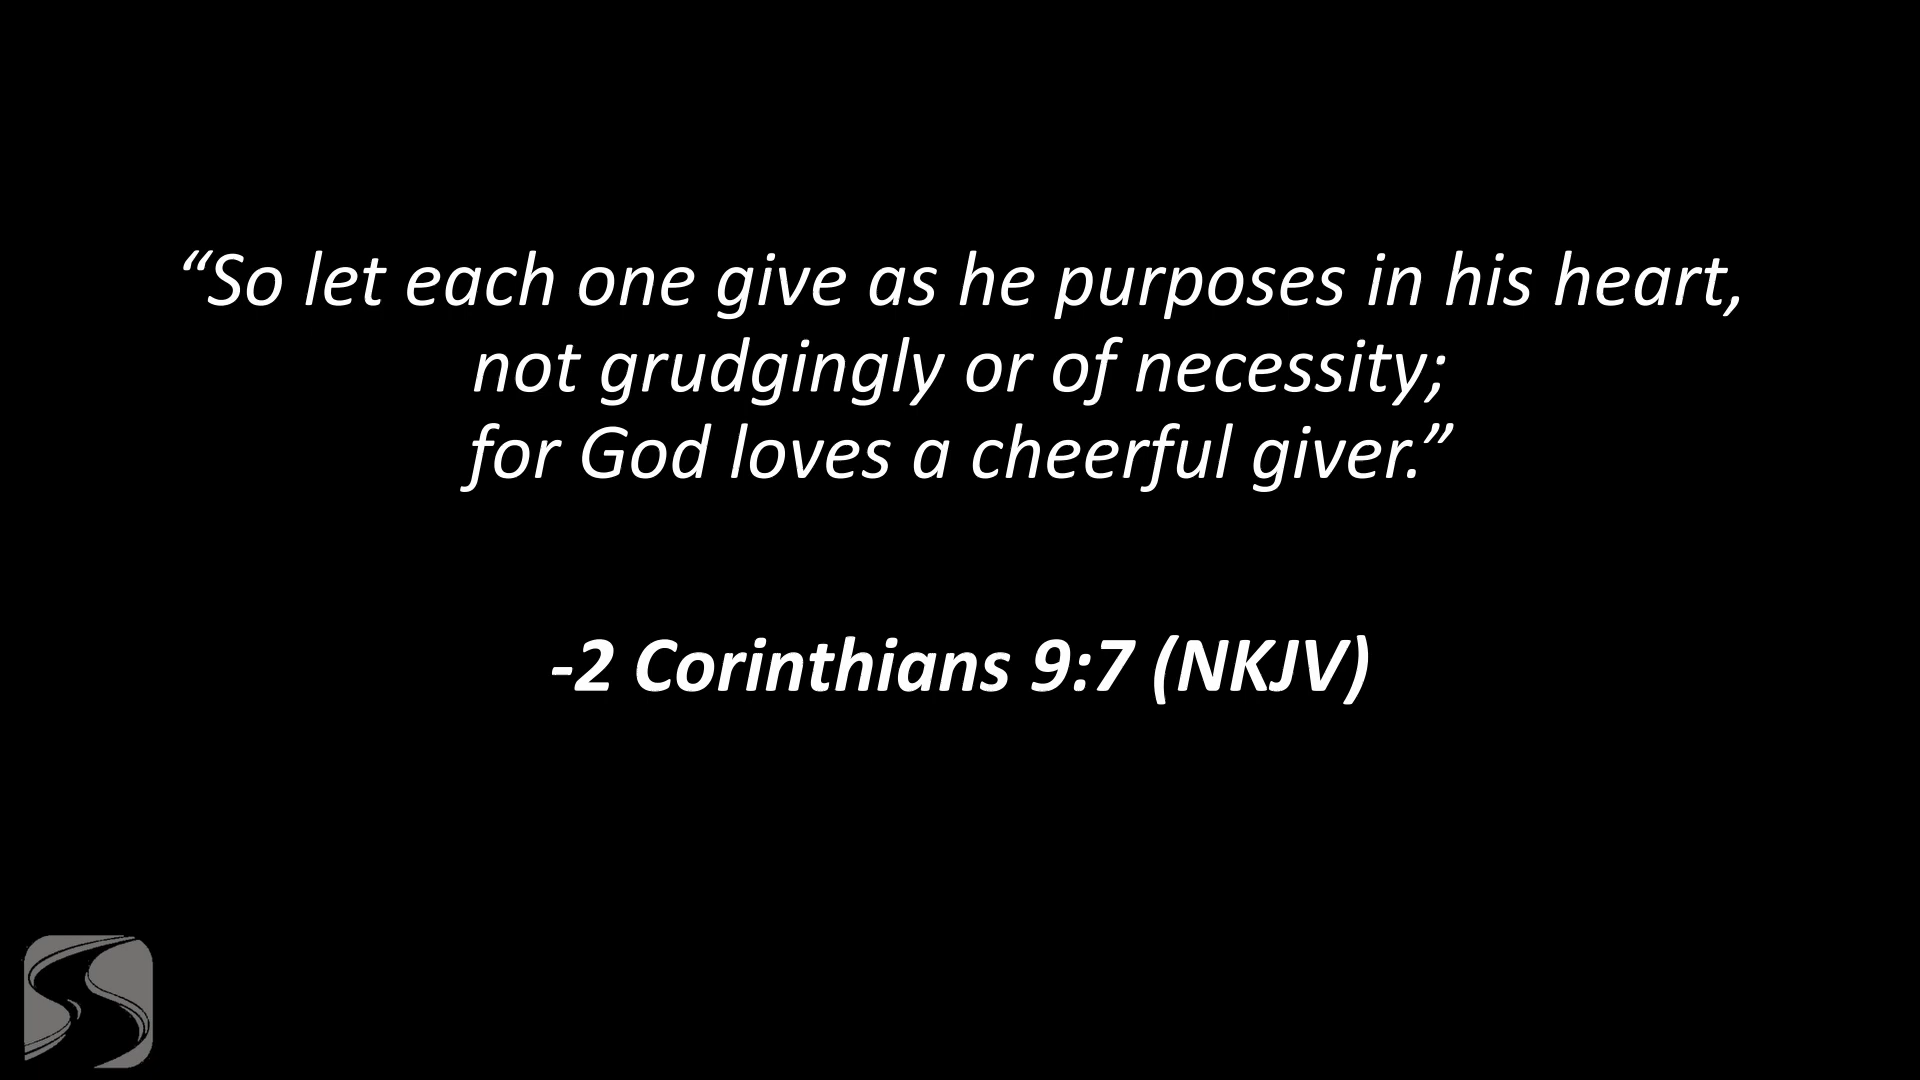 “So let each one give as he purposes in his heart,
not grudgingly or of necessity;
for God loves a cheerful giver.”
-2 Corinthians 9:7 (NKJV)